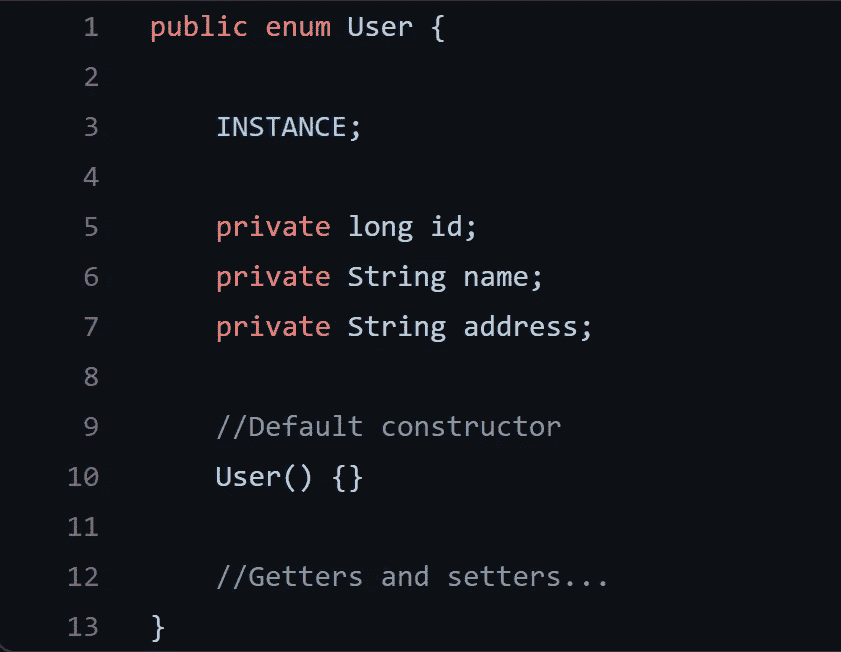 1 public enum User {
2
3 INSTANCE;
4
5 private long id;
6 private String name;
7 private String address;
8
9 //Default constructor
10 User() {}
11
12 //Getters and setters...
13 }